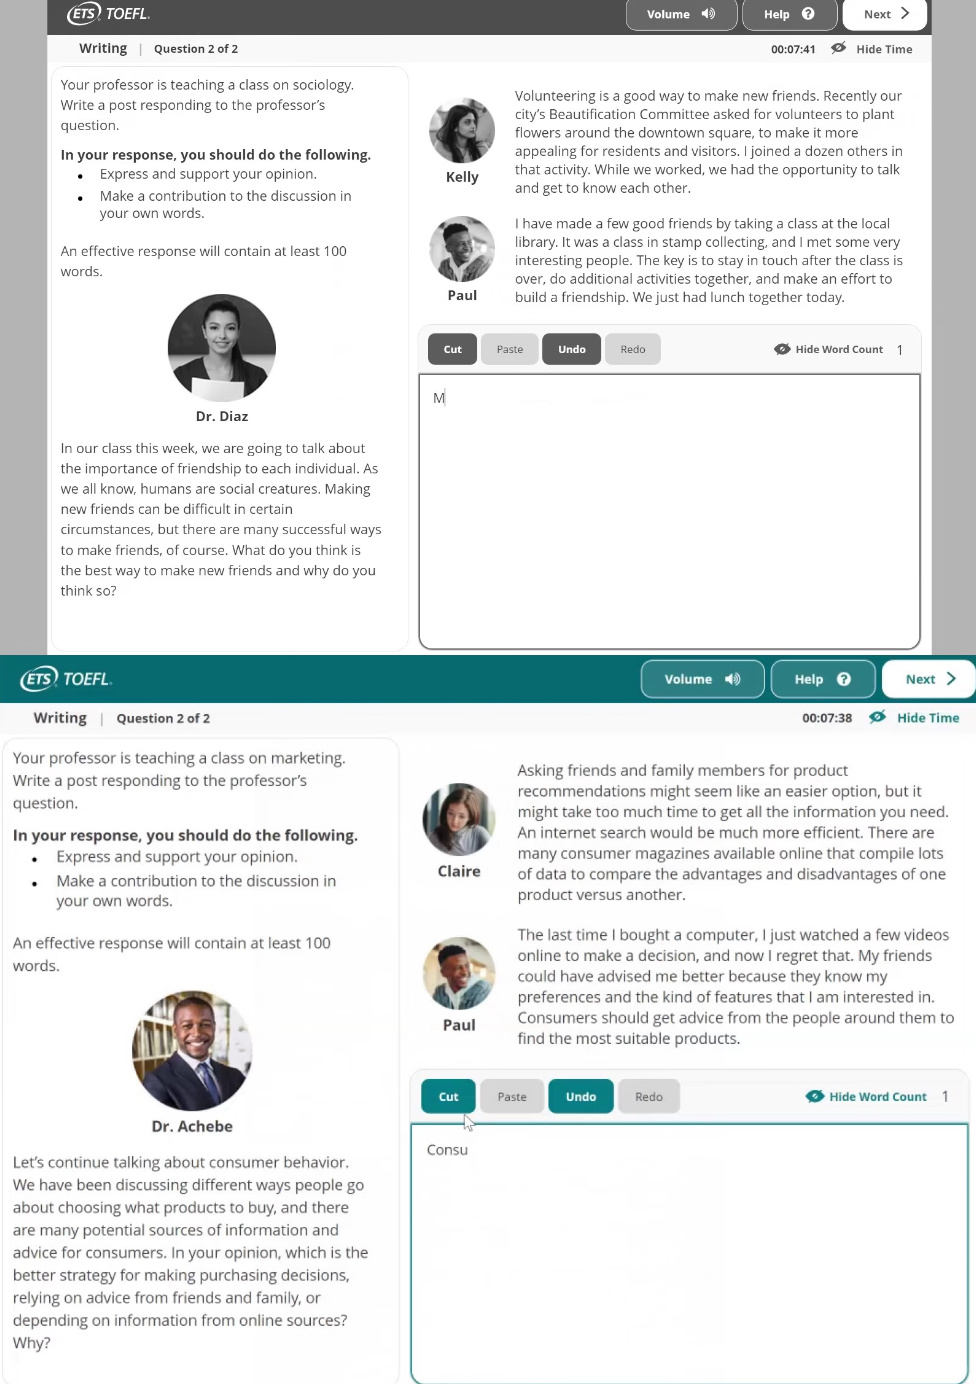 ETS TOEFL.
Volume
Help ?
Next
Writing | Question 2 of 2
00:07:41
Hide Time
Your professor is teaching a class on sociology.
Write a post responding to the professor's
question.
In your response, you should do the following.
• Express and support your opinion.
• Make a contribution to the discussion in
your own words.
An effective response will contain at least 100
words.
Dr. Diaz
In our class this week, we are going to talk about
the importance of friendship to each individual. As
we all know, humans are social creatures. Making
new friends can be difficult in certain
circumstances, but there are many successful ways
to make friends, of course. What do you think is
the best way to make new friends and why do you
think so?
Volunteering is a good way to make new friends. Recently our
city's Beautification Committee asked for volunteers to plant
flowers around the downtown square, to make it more
appealing for residents and visitors. I joined a dozen others in
that activity. While we worked, we had the opportunity to talk
and get to know each other.
Kelly
I have made a few good friends by taking a class at the local
library. It was a class in stamp collecting, and I met some very
interesting people. The key is to stay in touch after the class is
over, do additional activities together, and make an effort to
build a friendship. We just had lunch together today.
Paul
Cut
Paste
Undo
Redo
Hide Word Count 1
M
ETS TOEFL.
Volume
Help ?
Next
Writing | Question 2 of 2
00:07:38
Hide Time
Your professor is teaching a class on marketing.
Write a post responding to the professor's
question.
In your response, you should do the following.
• Express and support your opinion.
• Make a contribution to the discussion in
your own words.
An effective response will contain at least 100
words.
Dr. Achebe
Let's continue talking about consumer behavior.
We have been discussing different ways people go
about choosing what products to buy, and there
are many potential sources of information and
advice for consumers. In your opinion, which is the
better strategy for making purchasing decisions,
relying on advice from friends and family, or
depending on information from online sources?
Why?
Asking friends and family members for product
recommendations might seem like an easier option, but it
might take too much time to get all the information you need.
An internet search would be much more efficient. There are
many consumer magazines available online that compile lots
of data to compare the advantages and disadvantages of one
product versus another.
Claire
The last time I bought a computer, I just watched a few videos
online to make a decision, and now I regret that. My friends
could have advised me better because they know my
preferences and the kind of features that I am interested in.
Consumers should get advice from the people around them to
find the most suitable products.
Paul
Cut
Paste
Undo
Redo
Hide Word Count 1
Consu